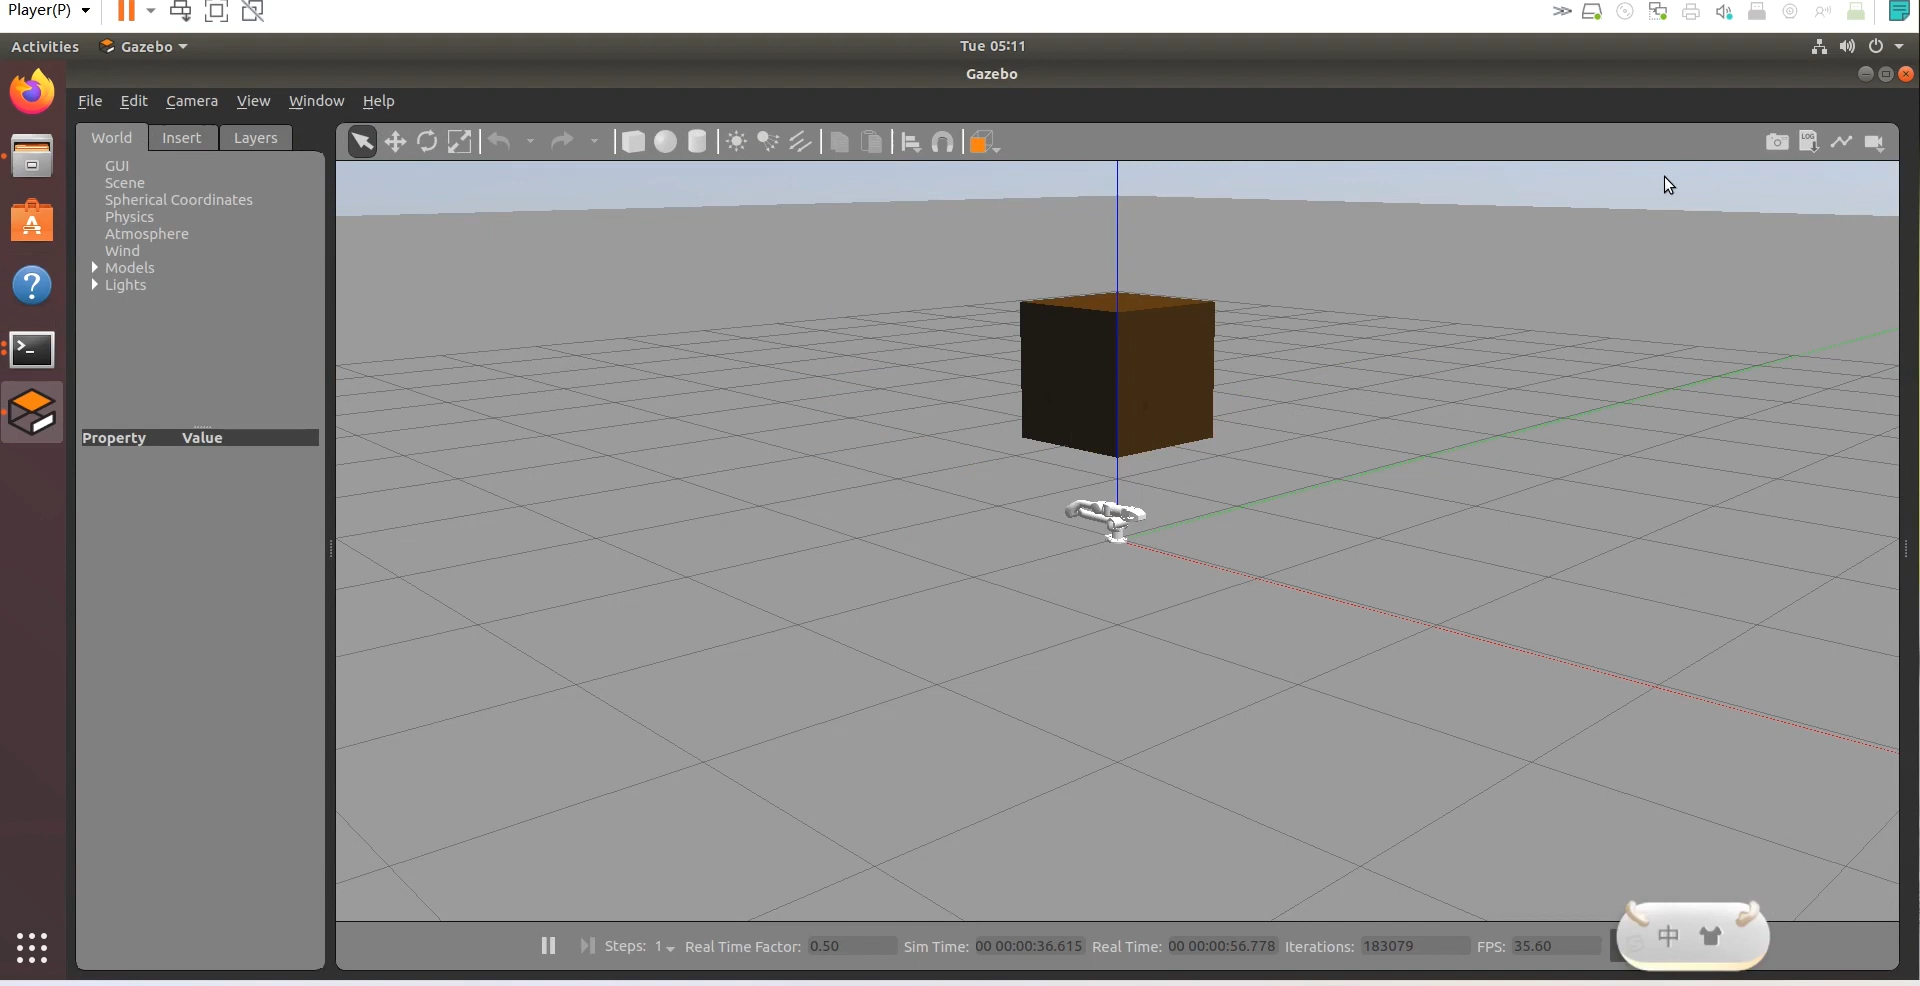 Player(P)
Activities Gazebo Tue 05:11
Gazebo
File Edit Camera View Window Help
World Insert Layers
GUI
Scene
Spherical Coordinates
Physics
Atmosphere
Wind
Models
Lights
Property Value
LOG
Steps: 1 Real Time Factor: 0.50 Sim Time: 00 00:00:36.615 Real Time: 00 00:00:56.778 Iterations: 183079 FPS: 35.60
中